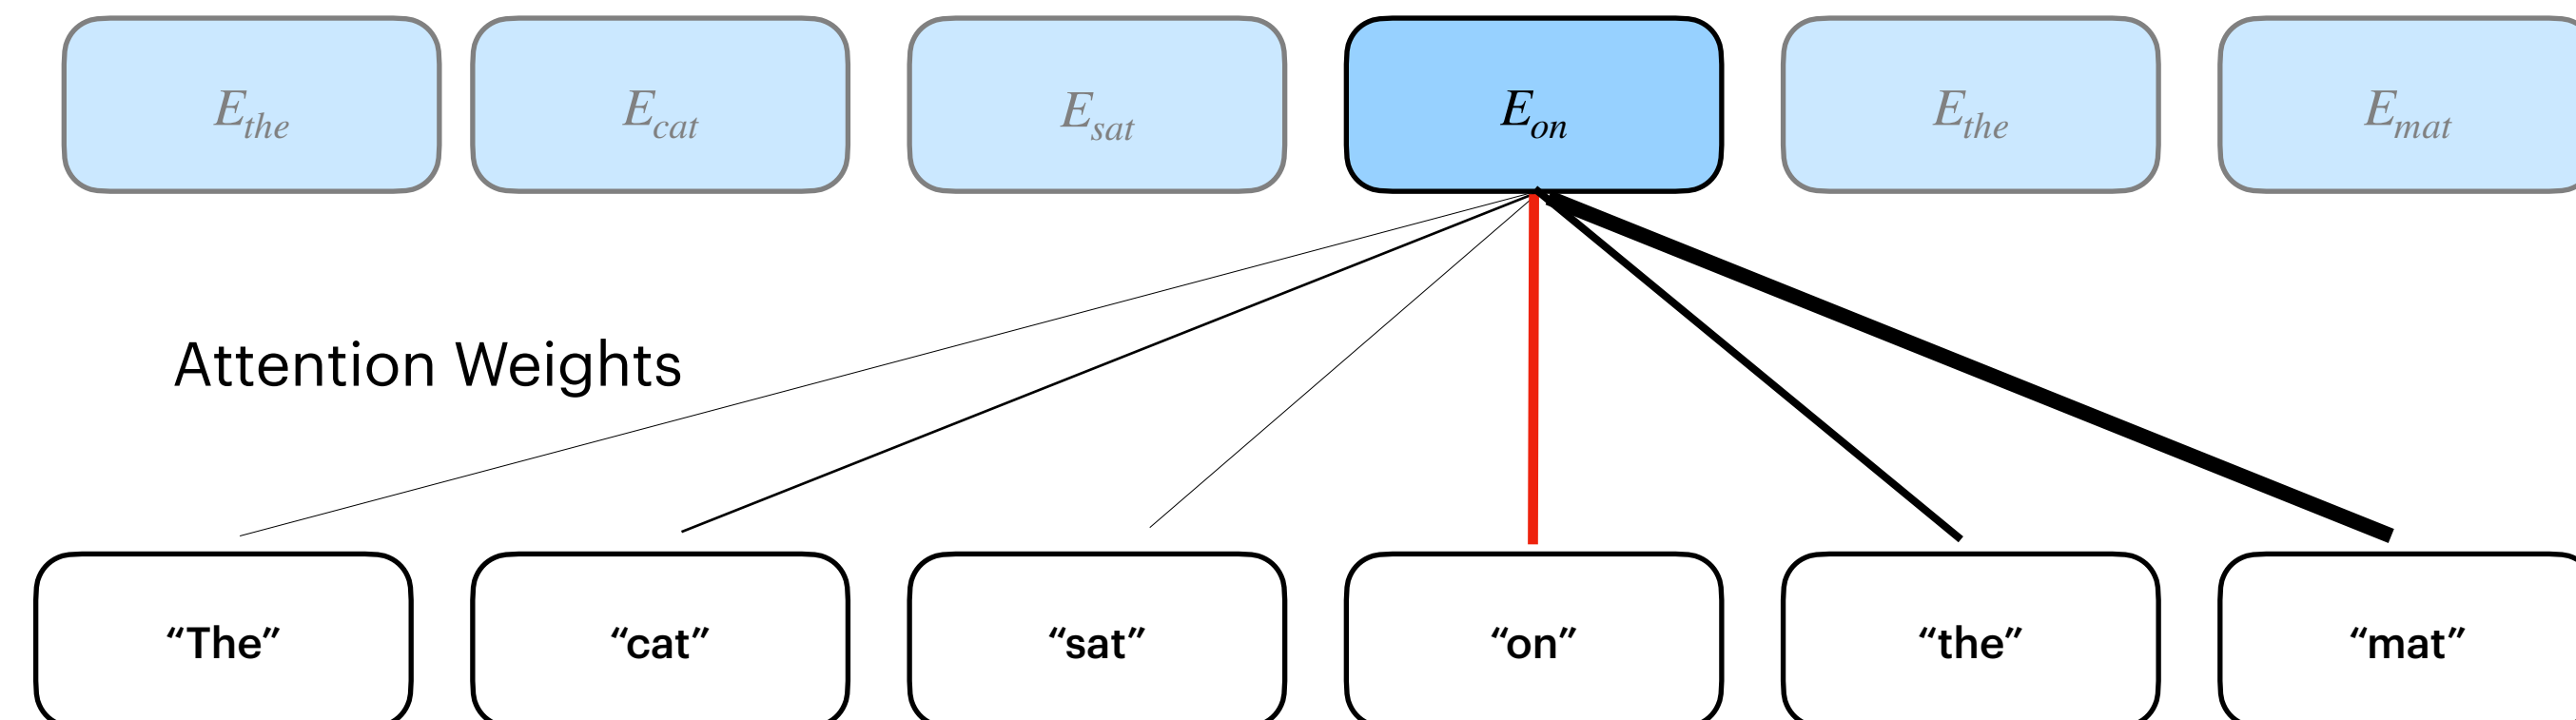 E_the E_cat E_sat E_on E_the E_mat
Attention Weights
“The” “cat” “sat” “on” “the” “mat”